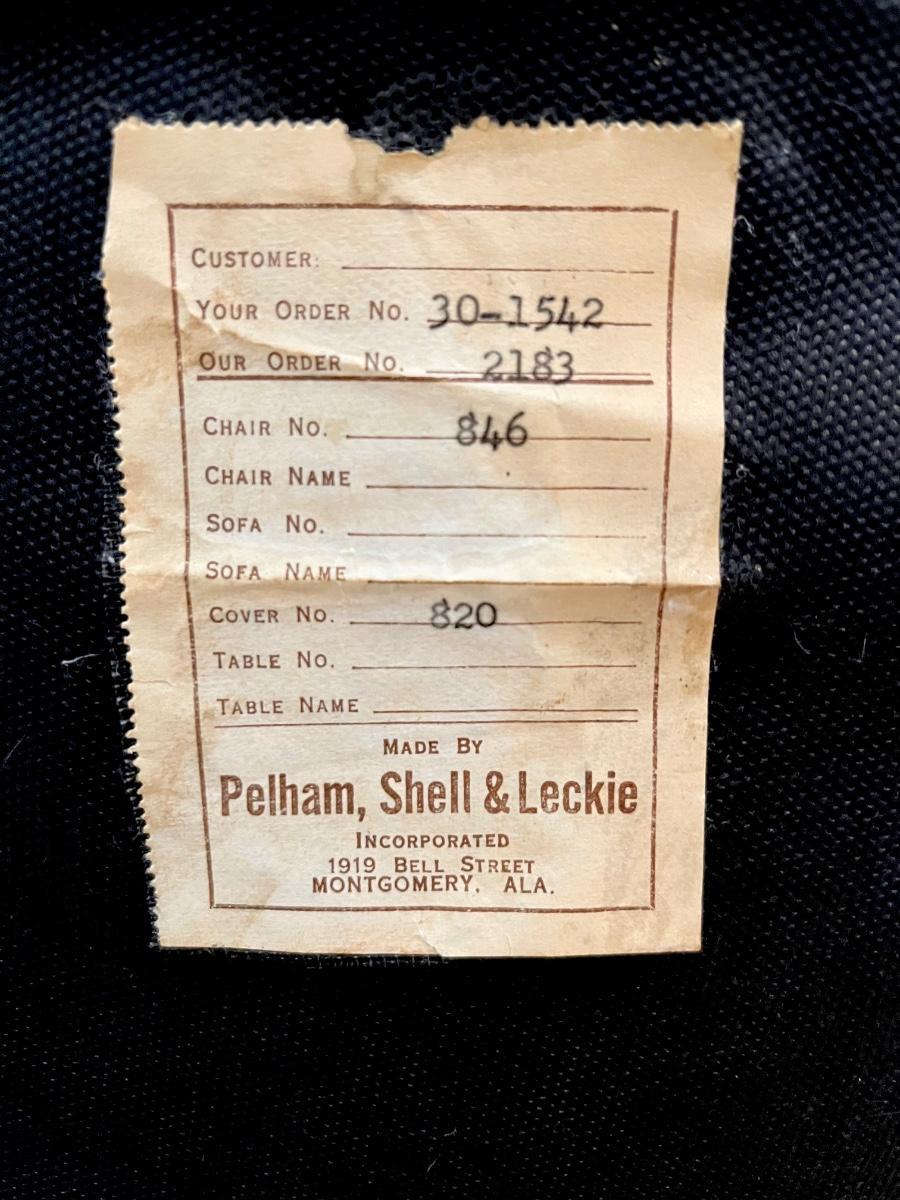 CUSTOMER:
YOUR ORDER NO. 30-1542
OUR ORDER NO. 2183
CHAIR NO. 846
CHAIR NAME
SOFA NO.
SOFA NAME
COVER NO. 820
TABLE NO.
TABLE NAME
MADE BY
Pelham, Shell & Leckie
INCORPORATED
1919 BELL STREET
MONTGOMERY, ALA.